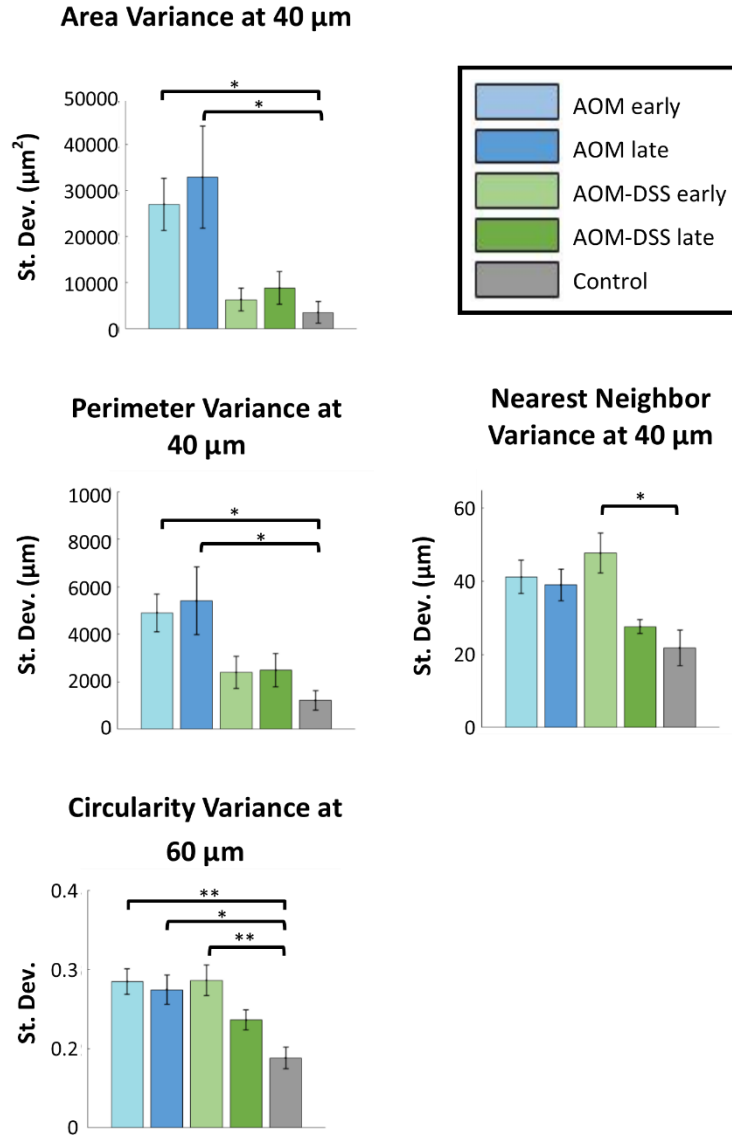 Area Variance at 40 µm
*
*
50000
40000
30000
20000
10000
0
St. Dev. (µm²)
AOM early
AOM late
AOM-DSS early
AOM-DSS late
Control
Perimeter Variance at
40 µm
*
*
1000
8000
6000
4000
2000
0
St. Dev. (µm)
Nearest Neighbor
Variance at 40 µm
*
60
40
20
0
St. Dev. (µm)
Circularity Variance at
60 µm
**
*
**
0.4
0.3
0.2
0
St. Dev.